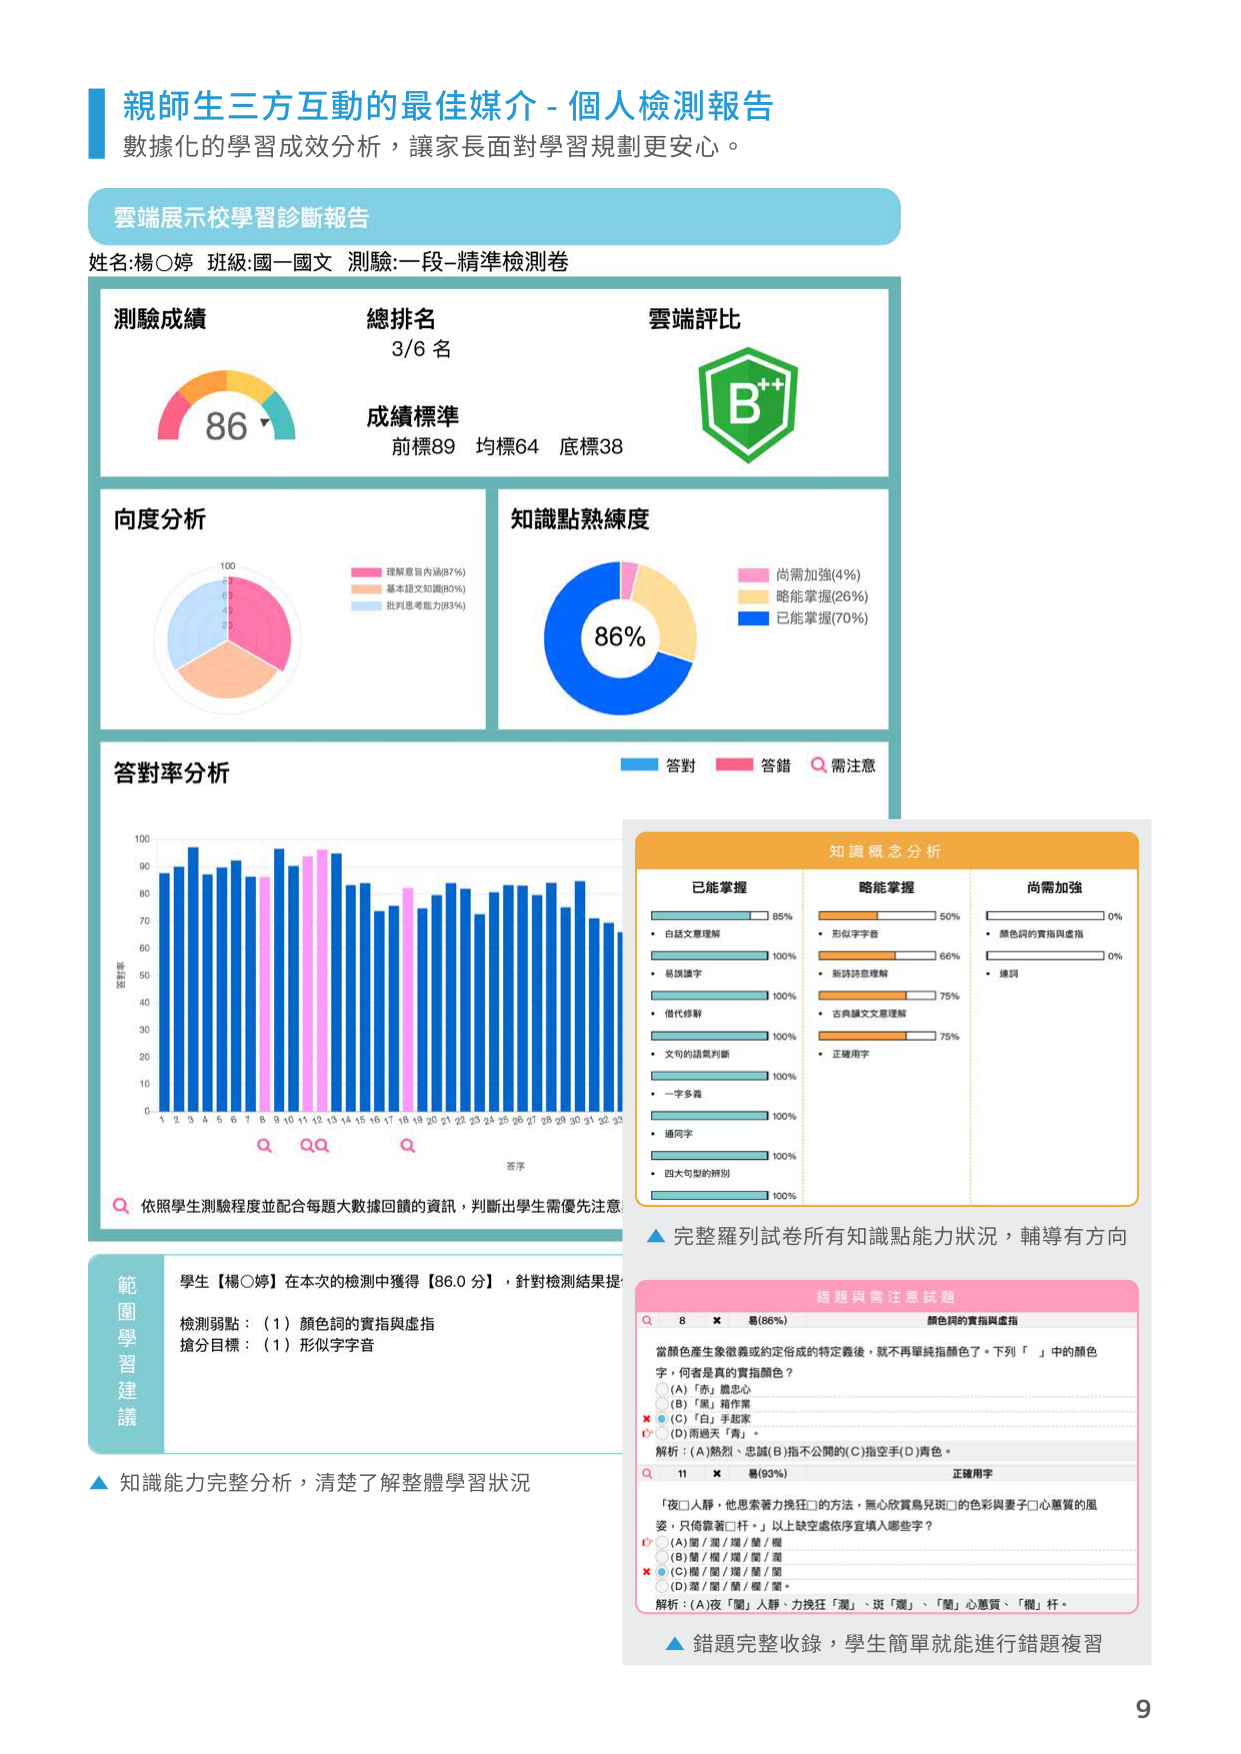 親師生三方互動的最佳媒介 - 個人檢測報告
數據化的學習成效分析，讓家長面對學習規劃更安心。
雲端展示校學習診斷報告
姓名:楊○婷 班級:國一國文 測驗:一段–精準檢測卷
測驗成績
86
總排名
3/6 名
成績標準
前標89 均標64 底標38
雲端評比
B++
向度分析
100
80
60
40
20
理解意旨內涵(87%)
基本語文知識(80%)
批判思考能力(83%)
知識點熟練度
86%
尚需加強(4%)
略能掌握(26%)
已能掌握(70%)
答對率分析
答對 答錯 需注意
100
90
80
70
60
50
40
30
20
10
0
答對率
1 2 3 4 5 6 7 8 9 10 11 12 13 14 15 16 17 18 19 20 21 22 23 24 25 26 27 28 29 30 31 32 33
答序
依照學生測驗程度並配合每題大數據回饋的資訊，判斷出學生需優先注意
範圍學習建議
學生【楊○婷】在本次的檢測中獲得【86.0 分】，針對檢測結果提
檢測弱點：（1）顏色詞的實指與虛指
搶分目標：（1）形似字字音
▲ 知識能力完整分析，清楚了解整體學習狀況
知識概念分析
已能掌握
85%
• 白話文意理解
100%
• 易誤讀字
100%
• 借代修辭
100%
• 文句的語氣判斷
100%
• 一字多義
100%
• 通同字
100%
• 四大句型的辨別
100%
略能掌握
50%
• 形似字字音
66%
• 新詩詩意理解
75%
• 古典韻文文意理解
75%
• 正確用字
尚需加強
0%
• 顏色詞的實指與虛指
0%
• 連詞
▲ 完整羅列試卷所有知識點能力狀況，輔導有方向
錯題與需注意試題
8 ✖ 易(86%) 顏色詞的實指與虛指
當顏色產生象徵義或約定俗成的特定義後，就不再單純指顏色了。下列「 」中的顏色
字，何者是真的實指顏色？
(A)「赤」膽忠心
(B)「黑」箱作業
(C)「白」手起家
(D)雨過天「青」。
解析：(A)熱烈、忠誠(B)指不公開的(C)指空手(D)青色。
11 ✖ 易(93%) 正確用字
「夜□人靜，他思索著力挽狂□的方法，無心欣賞鳥兒斑□的色彩與妻子□心蕙質的風
姿，只倚靠著□杆。」以上缺空處依序宜填入哪些字？
(A)闌 / 瀾 / 斕 / 蘭 / 欄
(B)蘭 / 欄 / 斕 / 闌 / 瀾
(C)欄 / 闌 / 斕 / 蘭 / 闌
(D)瀾 / 闌 / 蘭 / 欄 / 闌。
解析：(A)夜「闌」人靜、力挽狂「瀾」、斑「斕」、「蘭」心蕙質、「欄」杆。
▲ 錯題完整收錄，學生簡單就能進行錯題複習
9